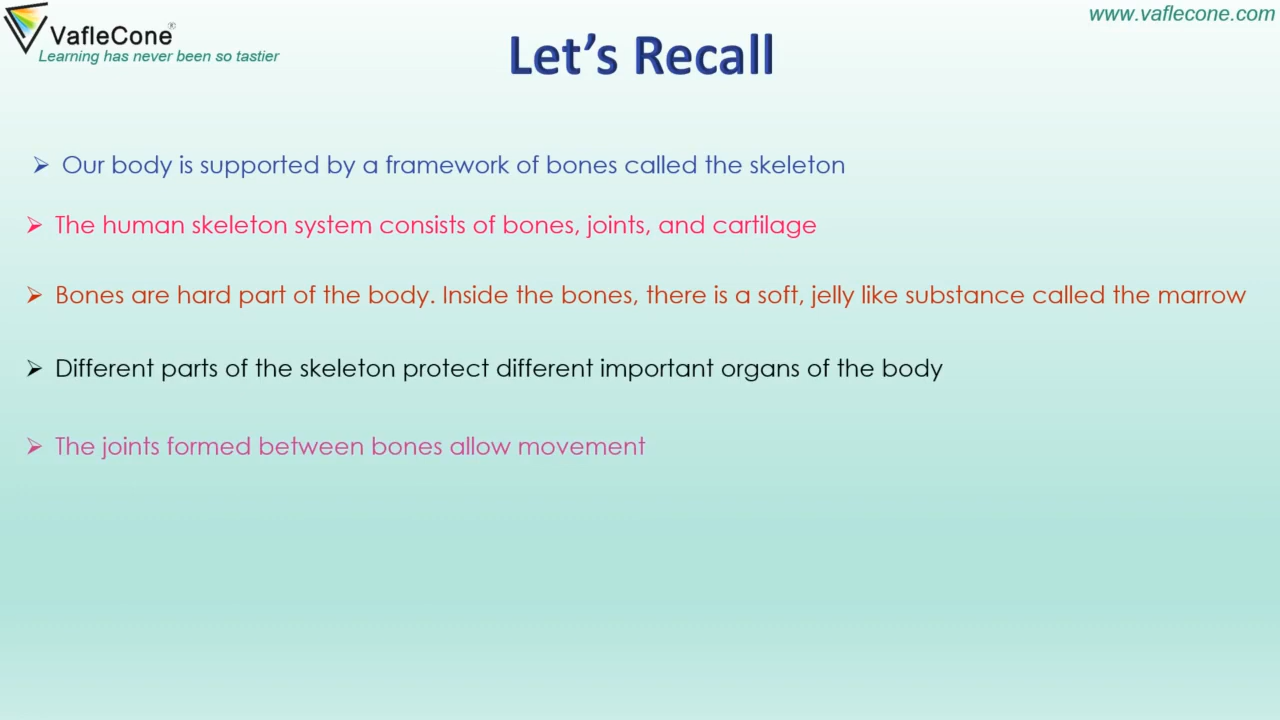 VafleCone®
Learning has never been so tastier
www.vaflecone.com
Let's Recall
➢ Our body is supported by a framework of bones called the skeleton
➢ The human skeleton system consists of bones, joints, and cartilage
➢ Bones are hard part of the body. Inside the bones, there is a soft, jelly like substance called the marrow
➢ Different parts of the skeleton protect different important organs of the body
➢ The joints formed between bones allow movement